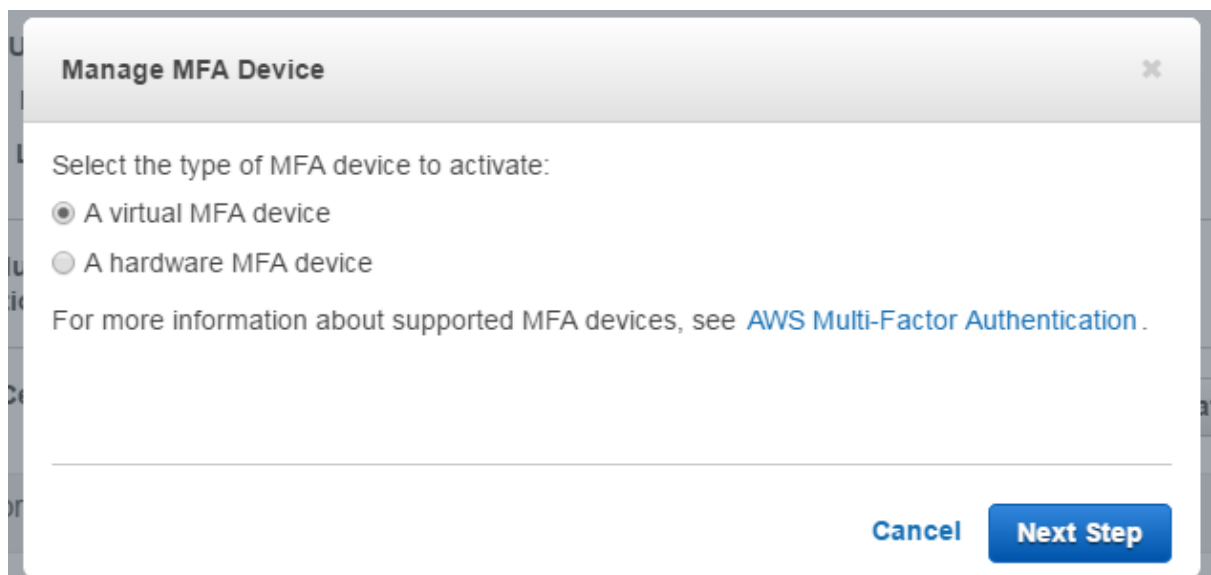 Manage MFA Device
Select the type of MFA device to activate:
A virtual MFA device
A hardware MFA device
For more information about supported MFA devices, see AWS Multi-Factor Authentication.
Cancel
Next Step